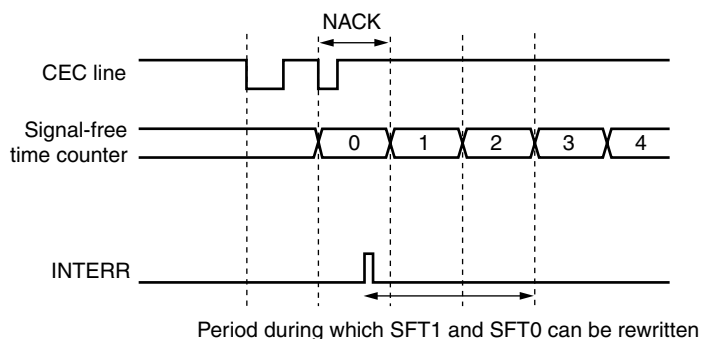 NACK
CEC line
Signal-free
time counter
0 1 2 3 4
INTERR
Period during which SFT1 and SFT0 can be rewritten